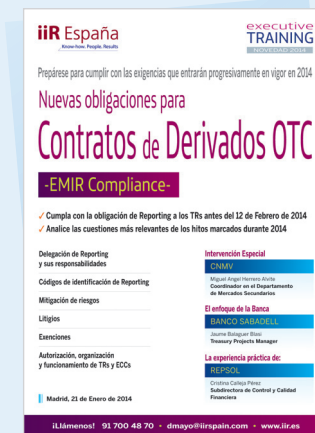 iiR España
Know-how. People. Results
executive
TRAINING
NOVEDAD 2014
Prepárese para cumplir con las exigencias que entrarán progresivamente en vigor en 2014
Nuevas obligaciones para
Contratos de Derivados OTC
-EMIR Compliance-
✓ Cumpla con la obligación de Reporting a los TRs antes del 12 de Febrero de 2014
✓ Analice las cuestiones más relevantes de los hitos marcados durante 2014
Delegación de Reporting
y sus responsabilidades
Códigos de identificación de Reporting
Mitigación de riesgos
Litigios
Exenciones
Autorización, organización
y funcionamiento de TRs y ECCs
Madrid, 21 de Enero de 2014
Intervención Especial
CNMV
Miguel Angel Herrero Alvite
Coordinador en el Departamento
de Mercados Secundarios
El enfoque de la Banca
BANCO SABADELL
Jaume Balaguer Blasi
Treasury Projects Manager
La experiencia práctica de:
REPSOL
Cristina Calleja Pérez
Subdirectora de Control y Calidad
Financiera
¡Llámenos! 91 700 48 70 • dmayo@iirspain.com • www.iir.es